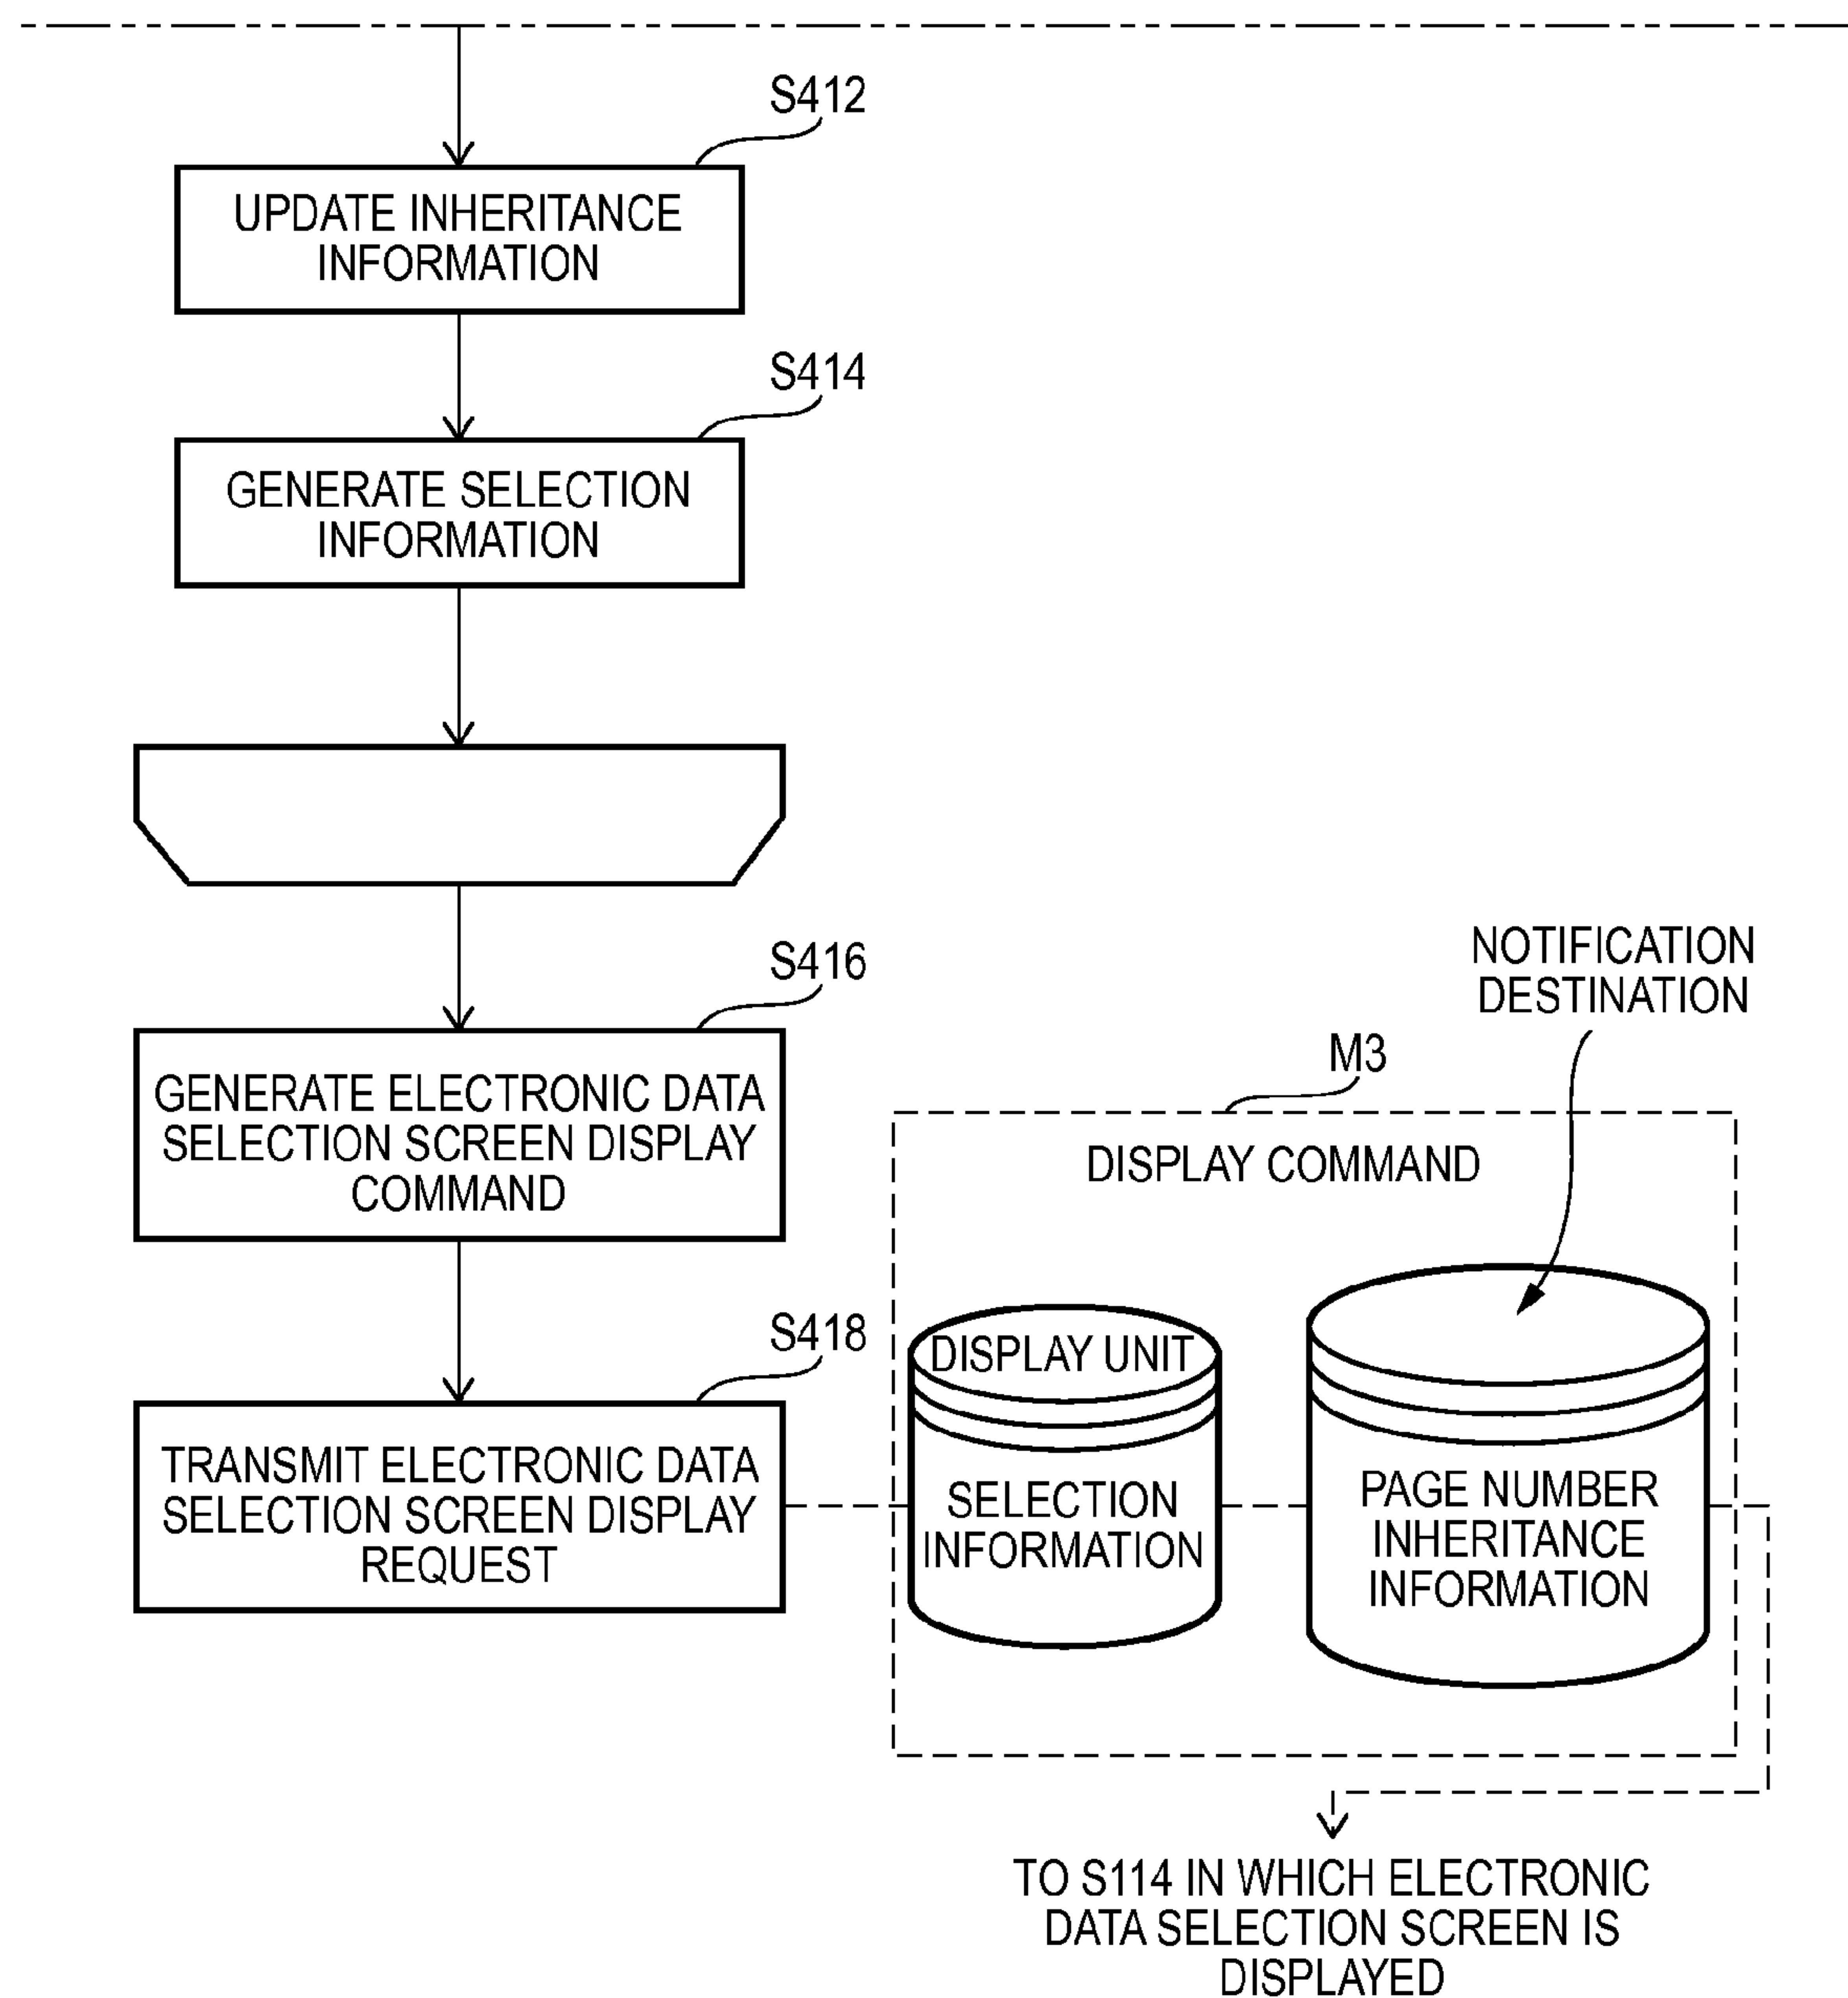 S412
UPDATE INHERITANCE
INFORMATION
S414
GENERATE SELECTION
INFORMATION
S416
GENERATE ELECTRONIC DATA
SELECTION SCREEN DISPLAY
COMMAND
NOTIFICATION
DESTINATION
M3
DISPLAY COMMAND
S418
TRANSMIT ELECTRONIC DATA
SELECTION SCREEN DISPLAY
REQUEST
DISPLAY UNIT
SELECTION
INFORMATION
PAGE NUMBER
INHERITANCE
INFORMATION
TO S114 IN WHICH ELECTRONIC
DATA SELECTION SCREEN IS
DISPLAYED